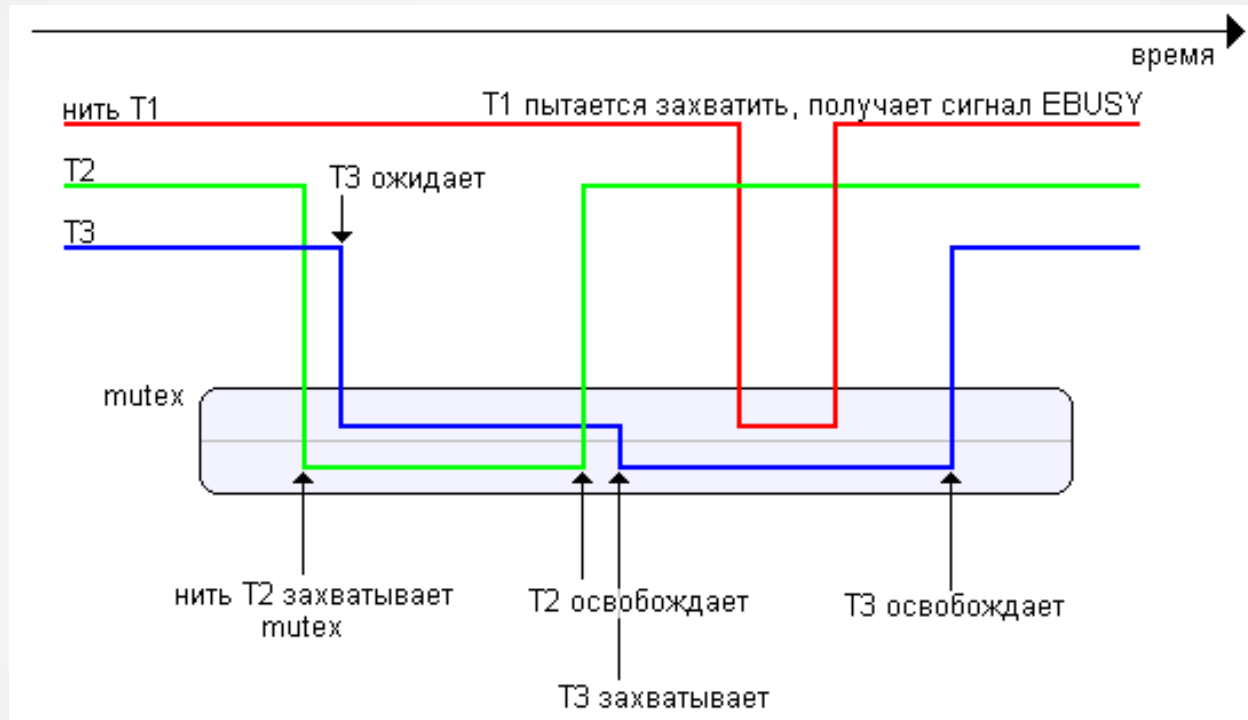 время
нить T1
T1 пытается захватить, получает сигнал EBUSY
T2
T3 ожидает
T3
mutex
нить T2 захватывает
mutex
T2 освобождает
T3 освобождает
T3 захватывает